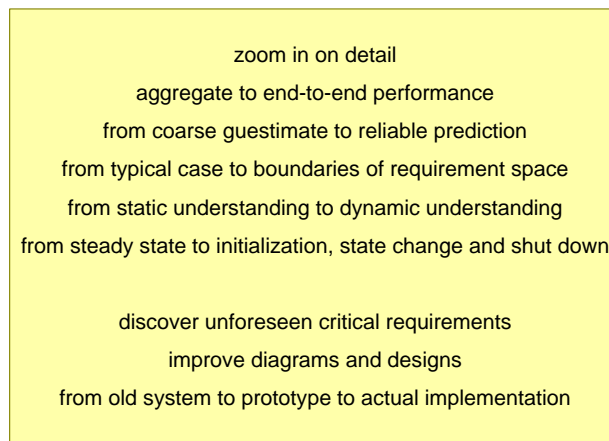 zoom in on detail
aggregate to end-to-end performance
from coarse guestimate to reliable prediction
from typical case to boundaries of requirement space
from static understanding to dynamic understanding
from steady state to initialization, state change and shut down
discover unforeseen critical requirements
improve diagrams and designs
from old system to prototype to actual implementation